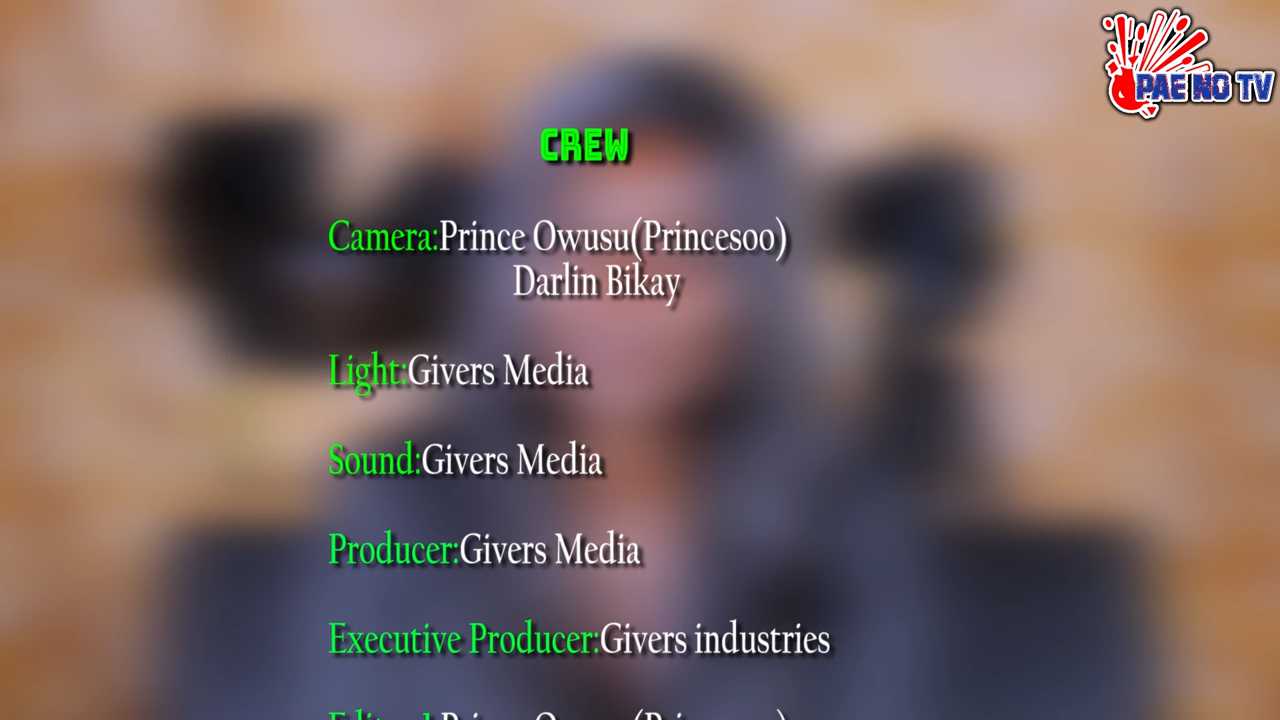 PAE NO TV
CREW
Camera:Prince Owusu(Princesoo)
Darlin Bikay
Light:Givers Media
Sound:Givers Media
Producer:Givers Media
Executive Producer:Givers industries